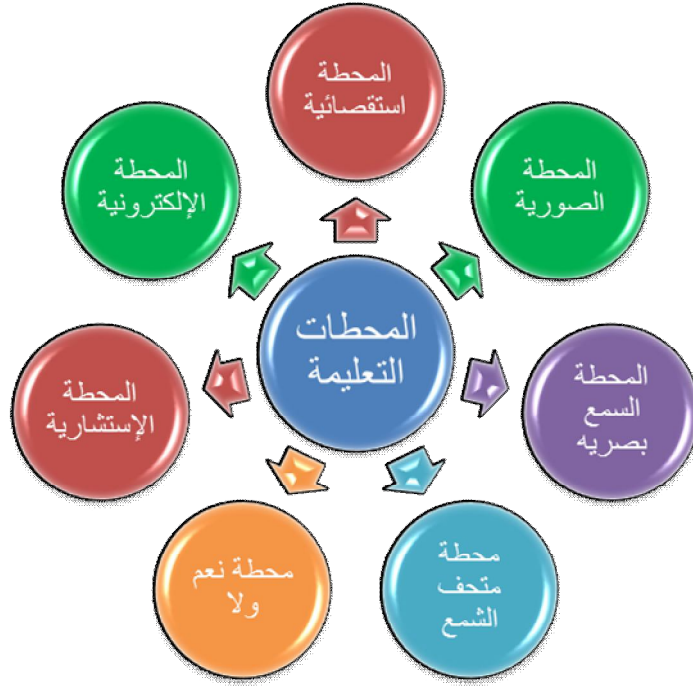 المحطة
استقصائية
المحطة
الصورية
المحطة
السمع
بصريه
محطة
متحف
الشمع
محطة نعم
ولا
المحطة
الإستشارية
المحطة
الإلكترونية
المحطات
التعليمة